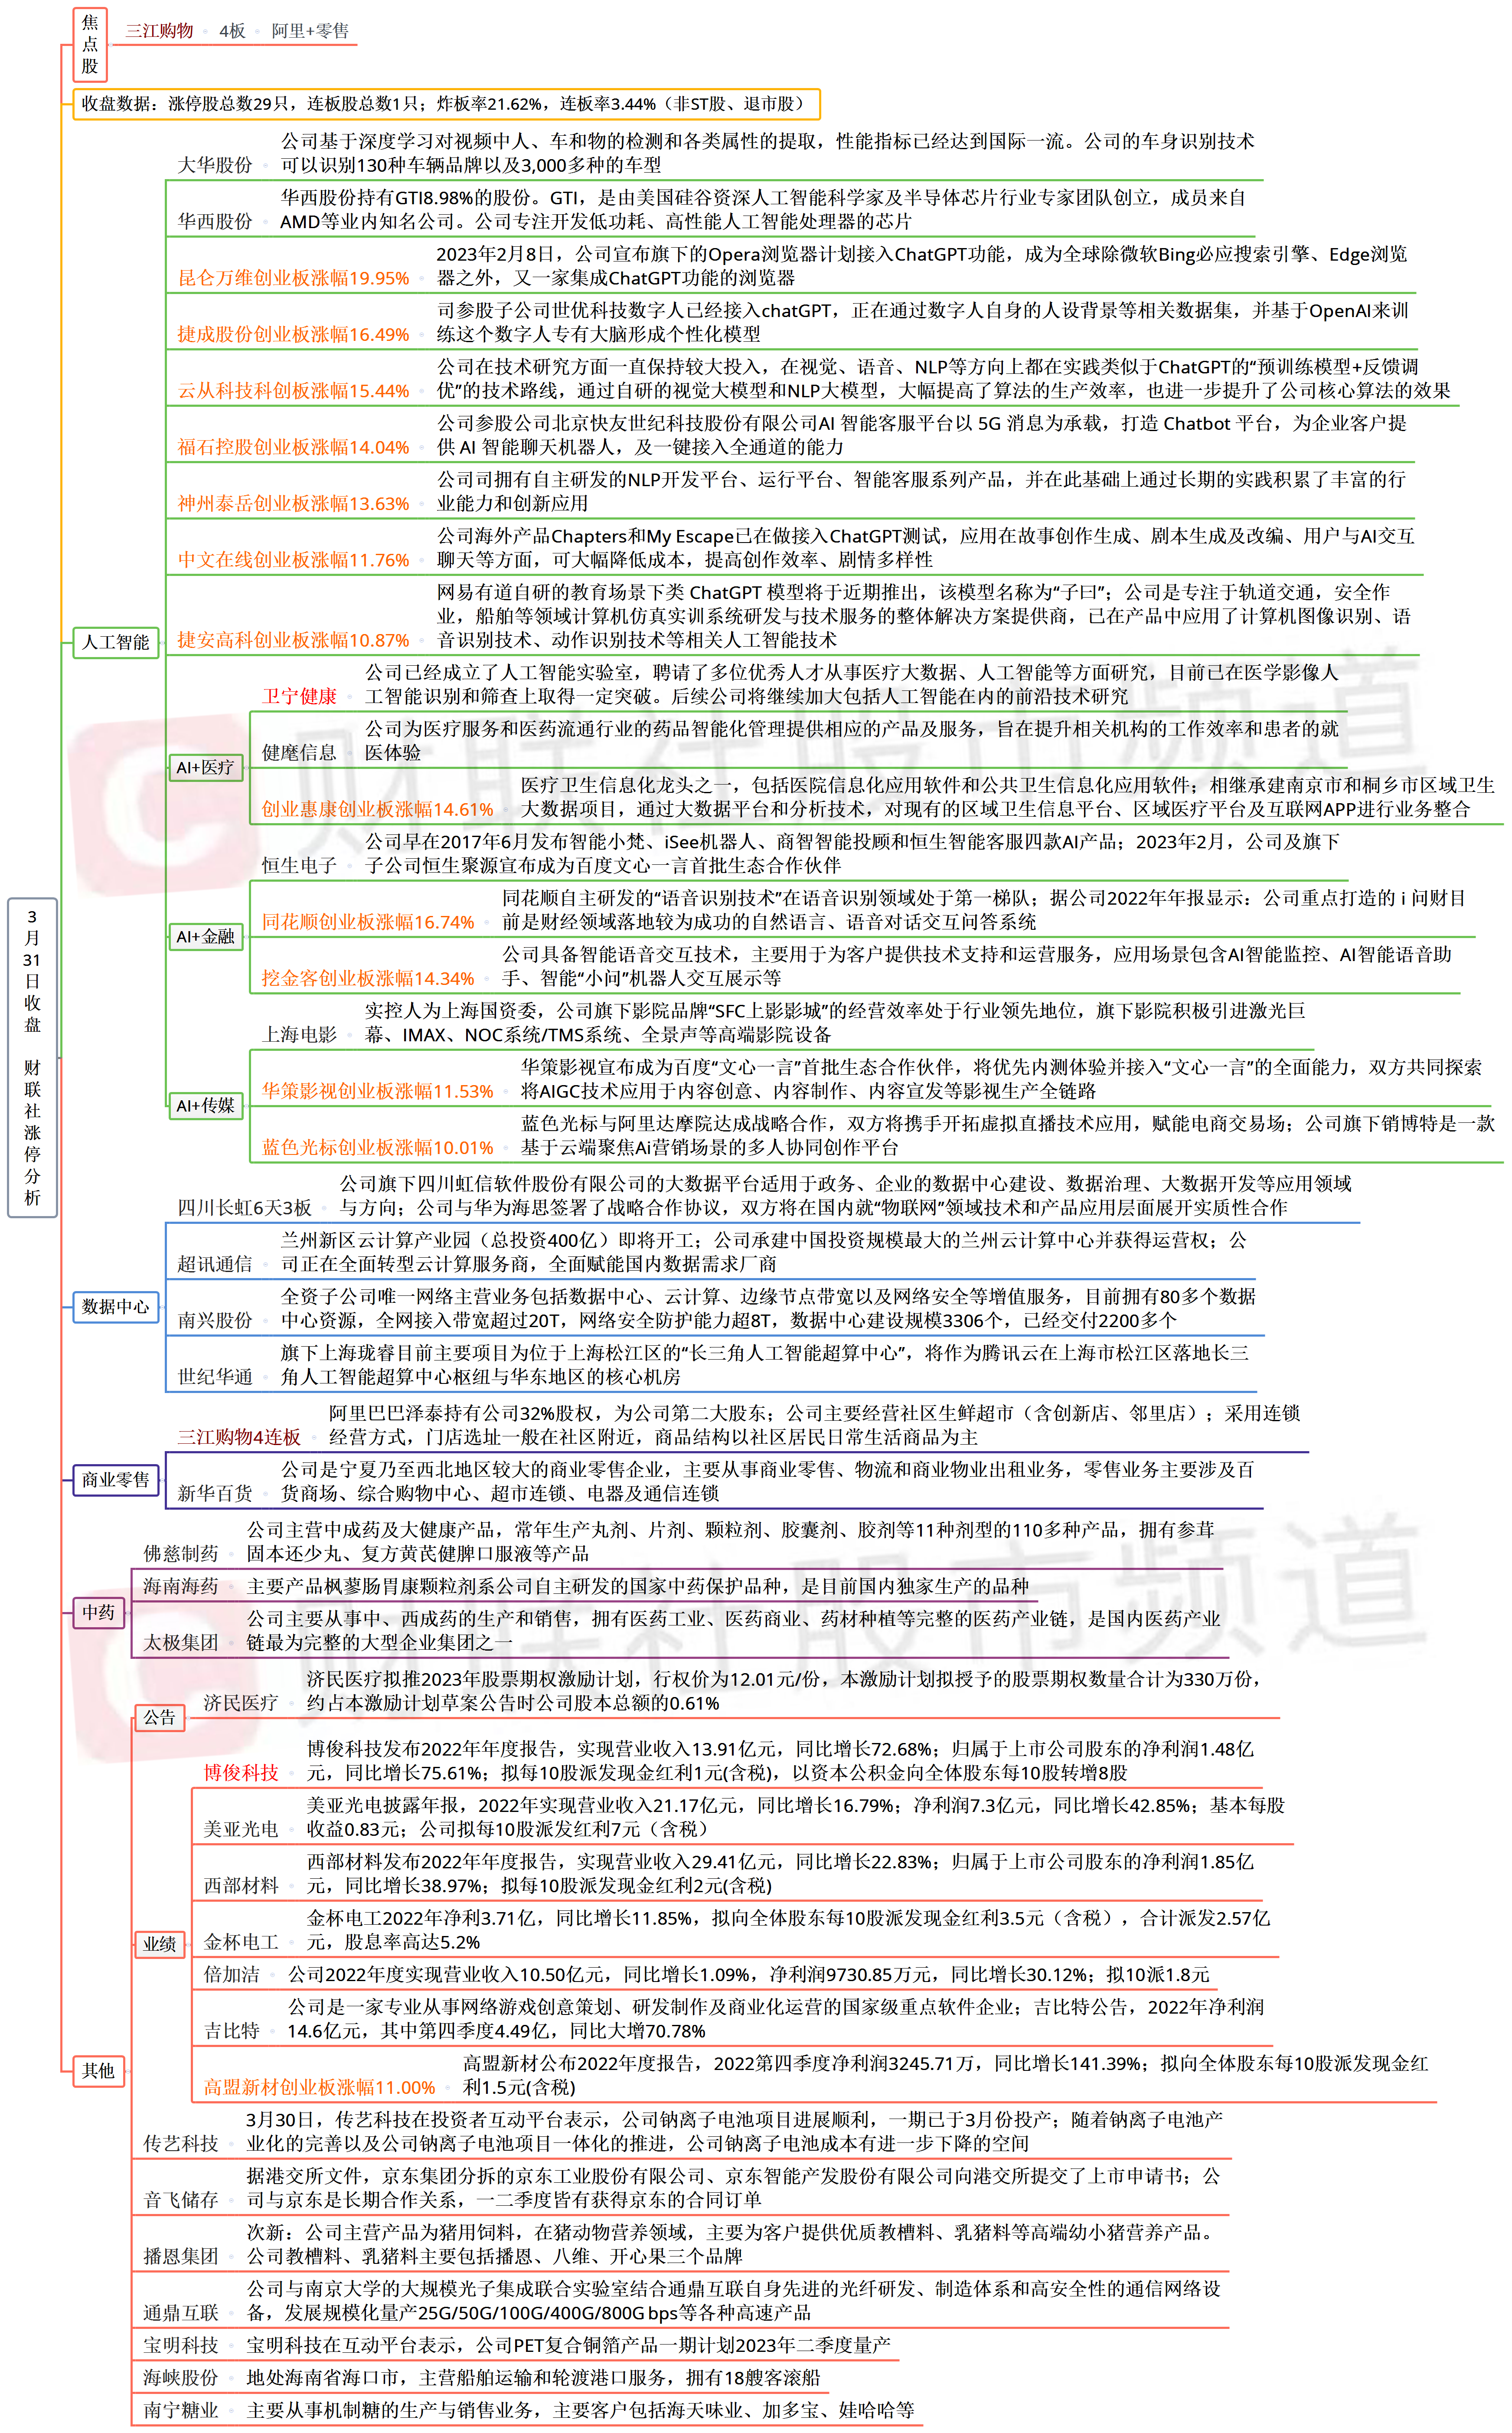 焦
点
股
三江购物 4板 阿里+零售
收盘数据：涨停股总数29只，连板股总数1只；炸板率21.62%，连板率3.44%（非ST股、退市股）
3
月
31
日
收
盘
财
联
社
涨
停
分
析
人工智能
大华股份
公司基于深度学习对视频中人、车和物的检测和各类属性的提取，性能指标已经达到国际一流。公司的车身识别技术
可以识别130种车辆品牌以及3,000多种的车型
华西股份
华西股份持有GTI8.98%的股份。GTI，是由美国硅谷资深人工智能科学家及半导体芯片行业专家团队创立，成员来自
AMD等业内知名公司。公司专注开发低功耗、高性能人工智能处理器的芯片
昆仑万维创业板涨幅19.95%
2023年2月8日，公司宣布旗下的Opera浏览器计划接入ChatGPT功能，成为全球除微软Bing必应搜索引擎、Edge浏览
器之外，又一家集成ChatGPT功能的浏览器
捷成股份创业板涨幅16.49%
司参股子公司世优科技数字人已经接入chatGPT，正在通过数字人自身的人设背景等相关数据集，并基于OpenAI来训
练这个数字人专有大脑形成个性化模型
云从科技科创板涨幅15.44%
公司在技术研究方面一直保持较大投入，在视觉、语音、NLP等方向上都在实践类似于ChatGPT的“预训练模型+反馈调
优”的技术路线，通过自研的视觉大模型和NLP大模型，大幅提高了算法的生产效率，也进一步提升了公司核心算法的效果
福石控股创业板涨幅14.04%
公司参股公司北京快友世纪科技股份有限公司AI 智能客服平台以 5G 消息为承载，打造 Chatbot 平台，为企业客户提
供 AI 智能聊天机器人，及一键接入全通道的能力
神州泰岳创业板涨幅13.63%
公司司拥有自主研发的NLP开发平台、运行平台、智能客服系列产品，并在此基础上通过长期的实践积累了丰富的行
业能力和创新应用
中文在线创业板涨幅11.76%
公司海外产品Chapters和My Escape已在做接入ChatGPT测试，应用在故事创作生成、剧本生成及改编、用户与AI交互
聊天等方面，可大幅降低成本，提高创作效率、剧情多样性
捷安高科创业板涨幅10.87%
网易有道自研的教育场景下类 ChatGPT 模型将于近期推出，该模型名称为“子曰”；公司是专注于轨道交通，安全作
业，船舶等领域计算机仿真实训系统研发与技术服务的整体解决方案提供商，已在产品中应用了计算机图像识别、语
音识别技术、动作识别技术等相关人工智能技术
AI+医疗
卫宁健康
公司已经成立了人工智能实验室，聘请了多位优秀人才从事医疗大数据、人工智能等方面研究，目前已在医学影像人
工智能识别和筛查上取得一定突破。后续公司将继续加大包括人工智能在内的前沿技术研究
健麾信息
公司为医疗服务和医药流通行业的药品智能化管理提供相应的产品及服务，旨在提升相关机构的工作效率和患者的就
医体验
创业惠康创业板涨幅14.61%
医疗卫生信息化龙头之一，包括医院信息化应用软件和公共卫生信息化应用软件；相继承建南京市和桐乡市区域卫生
大数据项目，通过大数据平台和分析技术，对现有的区域卫生信息平台、区域医疗平台及互联网APP进行业务整合
AI+金融
恒生电子
公司早在2017年6月发布智能小梵、iSee机器人、商智智能投顾和恒生智能客服四款AI产品；2023年2月，公司及旗下
子公司恒生聚源宣布成为百度文心一言首批生态合作伙伴
同花顺创业板涨幅16.74%
同花顺自主研发的“语音识别技术”在语音识别领域处于第一梯队；据公司2022年年报显示：公司重点打造的 i 问财目
前是财经领域落地较为成功的自然语言、语音对话交互问答系统
挖金客创业板涨幅14.34%
公司具备智能语音交互技术，主要用于为客户提供技术支持和运营服务，应用场景包含AI智能监控、AI智能语音助
手、智能“小问”机器人交互展示等
AI+传媒
上海电影
实控人为上海国资委，公司旗下影院品牌“SFC上影影城”的经营效率处于行业领先地位，旗下影院积极引进激光巨
幕、IMAX、NOC系统/TMS系统、全景声等高端影院设备
华策影视创业板涨幅11.53%
华策影视宣布成为百度“文心一言”首批生态合作伙伴，将优先内测体验并接入“文心一言”的全面能力，双方共同探索
将AIGC技术应用于内容创意、内容制作、内容宣发等影视生产全链路
蓝色光标创业板涨幅10.01%
蓝色光标与阿里达摩院达成战略合作，双方将携手开拓虚拟直播技术应用，赋能电商交易场；公司旗下销博特是一款
基于云端聚焦Ai营销场景的多人协同创作平台
数据中心
四川长虹6天3板
公司旗下四川虹信软件股份有限公司的大数据平台适用于政务、企业的数据中心建设、数据治理、大数据开发等应用领域
与方向；公司与华为海思签署了战略合作协议，双方将在国内就“物联网”领域技术和产品应用层面展开实质性合作
超讯通信
兰州新区云计算产业园（总投资400亿）即将开工；公司承建中国投资规模最大的兰州云计算中心并获得运营权；公
司正在全面转型云计算服务商，全面赋能国内数据需求厂商
南兴股份
全资子公司唯一网络主营业务包括数据中心、云计算、边缘节点带宽以及网络安全等增值服务，目前拥有80多个数据
中心资源，全网接入带宽超过20T，网络安全防护能力超8T，数据中心建设规模3306个，已经交付2200多个
世纪华通
旗下上海珑睿目前主要项目为位于上海松江区的“长三角人工智能超算中心”，将作为腾讯云在上海市松江区落地长三
角人工智能超算中心枢纽与华东地区的核心机房
商业零售
三江购物4连板
阿里巴巴泽泰持有公司32%股权，为公司第二大股东；公司主要经营社区生鲜超市（含创新店、邻里店）；采用连锁
经营方式，门店选址一般在社区附近，商品结构以社区居民日常生活商品为主
新华百货
公司是宁夏乃至西北地区较大的商业零售企业，主要从事商业零售、物流和商业物业出租业务，零售业务主要涉及百
货商场、综合购物中心、超市连锁、电器及通信连锁
中药
佛慈制药
公司主营中成药及大健康产品，常年生产丸剂、片剂、颗粒剂、胶囊剂、胶剂等11种剂型的110多种产品，拥有参茸
固本还少丸、复方黄芪健脾口服液等产品
海南海药
主要产品枫蓼肠胃康颗粒剂系公司自主研发的国家中药保护品种，是目前国内独家生产的品种
太极集团
公司主要从事中、西成药的生产和销售，拥有医药工业、医药商业、药材种植等完整的医药产业链，是国内医药产业
链最为完整的大型企业集团之一
其他
公告
济民医疗
济民医疗拟推2023年股票期权激励计划，行权价为12.01元/份，本激励计划拟授予的股票期权数量合计为330万份，
约占本激励计划草案公告时公司股本总额的0.61%
业绩
博俊科技
博俊科技发布2022年年度报告，实现营业收入13.91亿元，同比增长72.68%；归属于上市公司股东的净利润1.48亿
元，同比增长75.61%；拟每10股派发现金红利1元(含税)，以资本公积金向全体股东每10股转增8股
美亚光电
美亚光电披露年报，2022年实现营业收入21.17亿元，同比增长16.79%；净利润7.3亿元，同比增长42.85%；基本每股
收益0.83元；公司拟每10股派发红利7元（含税）
西部材料
西部材料发布2022年年度报告，实现营业收入29.41亿元，同比增长22.83%；归属于上市公司股东的净利润1.85亿
元，同比增长38.97%；拟每10股派发现金红利2元(含税)
金杯电工
金杯电工2022年净利3.71亿，同比增长11.85%，拟向全体股东每10股派发现金红利3.5元（含税），合计派发2.57亿
元，股息率高达5.2%
倍加洁
公司2022年度实现营业收入10.50亿元，同比增长1.09%，净利润9730.85万元，同比增长30.12%；拟10派1.8元
吉比特
公司是一家专业从事网络游戏创意策划、研发制作及商业化运营的国家级重点软件企业；吉比特公告，2022年净利润
14.6亿元，其中第四季度4.49亿，同比大增70.78%
高盟新材创业板涨幅11.00%
高盟新材公布2022年度报告，2022第四季度净利润3245.71万，同比增长141.39%；拟向全体股东每10股派发现金红
利1.5元(含税)
传艺科技
3月30日，传艺科技在投资者互动平台表示，公司钠离子电池项目进展顺利，一期已于3月份投产；随着钠离子电池产
业化的完善以及公司钠离子电池项目一体化的推进，公司钠离子电池成本有进一步下降的空间
音飞储存
据港交所文件，京东集团分拆的京东工业股份有限公司、京东智能产发股份有限公司向港交所提交了上市申请书；公
司与京东是长期合作关系，一二季度皆有获得京东的合同订单
播恩集团
次新：公司主营产品为猪用饲料，在猪动物营养领域，主要为客户提供优质教槽料、乳猪料等高端幼小猪营养产品。
公司教槽料、乳猪料主要包括播恩、八维、开心果三个品牌
通鼎互联
公司与南京大学的大规模光子集成联合实验室结合通鼎互联自身先进的光纤研发、制造体系和高安全性的通信网络设
备，发展规模化量产25G/50G/100G/400G/800G bps等各种高速产品
宝明科技
宝明科技在互动平台表示，公司PET复合铜箔产品一期计划2023年二季度量产
海峡股份
地处海南省海口市，主营船舶运输和轮渡港口服务，拥有18艘客滚船
南宁糖业
主要从事机制糖的生产与销售业务，主要客户包括海天味业、加多宝、娃哈哈等
财联社股市频道
财联社股市频道